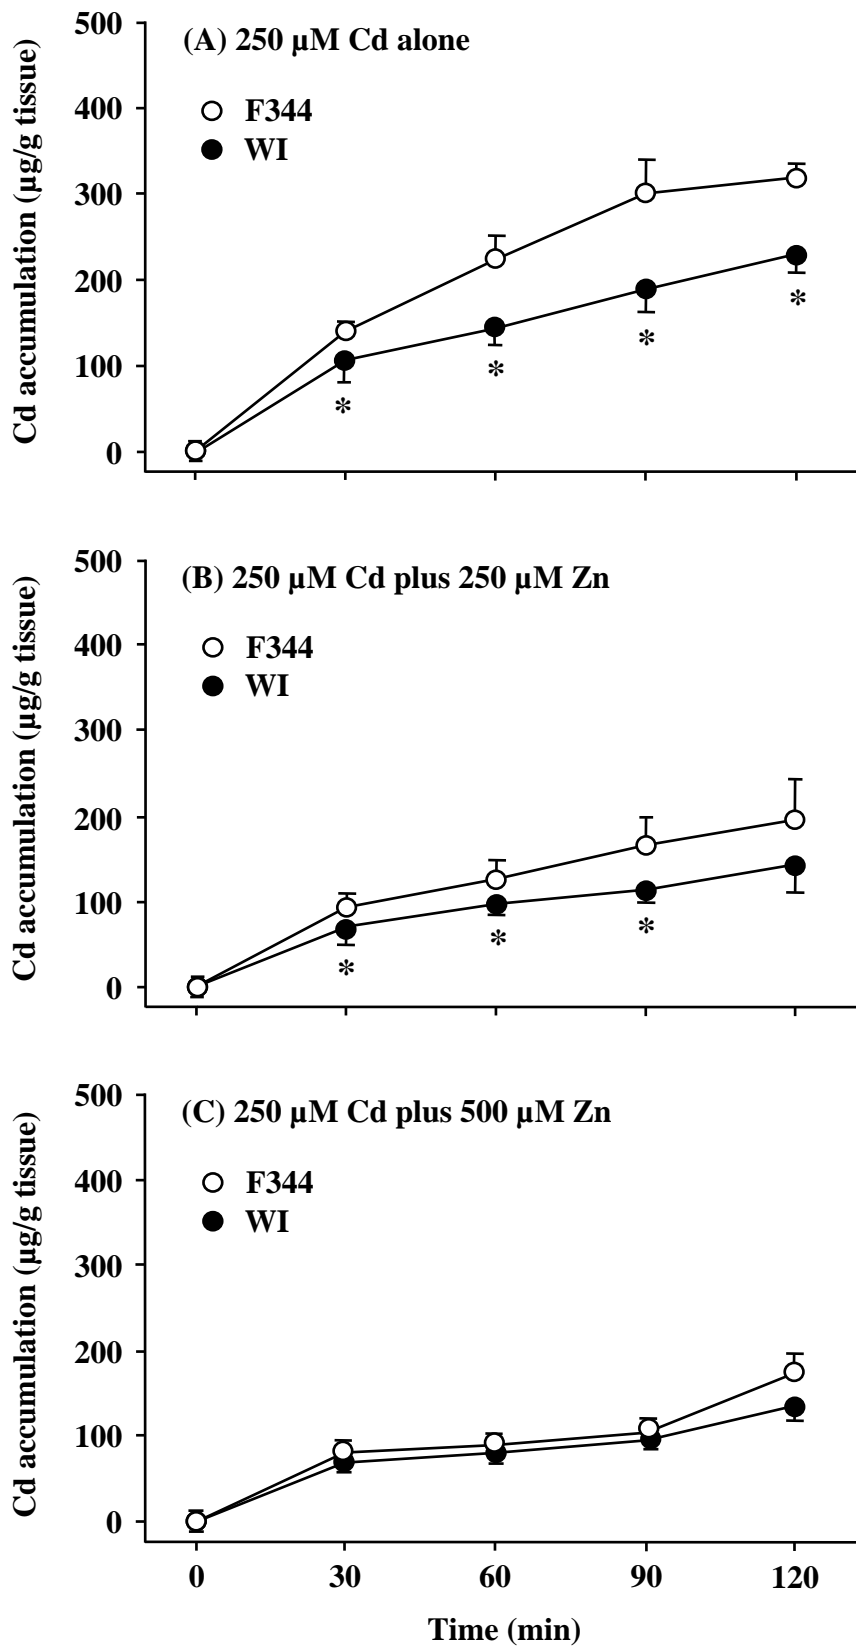 (A) 250 µM Cd alone
F344
WI
Cd accumulation (µg/g tissue)
500
400
300
200
100
0
*
*
*
*
(B) 250 µM Cd plus 250 µM Zn
F344
WI
Cd accumulation (µg/g tissue)
500
400
300
200
100
0
*
*
*
(C) 250 µM Cd plus 500 µM Zn
F344
WI
Cd accumulation (µg/g tissue)
500
400
300
200
100
0
0 30 60 90 120
Time (min)